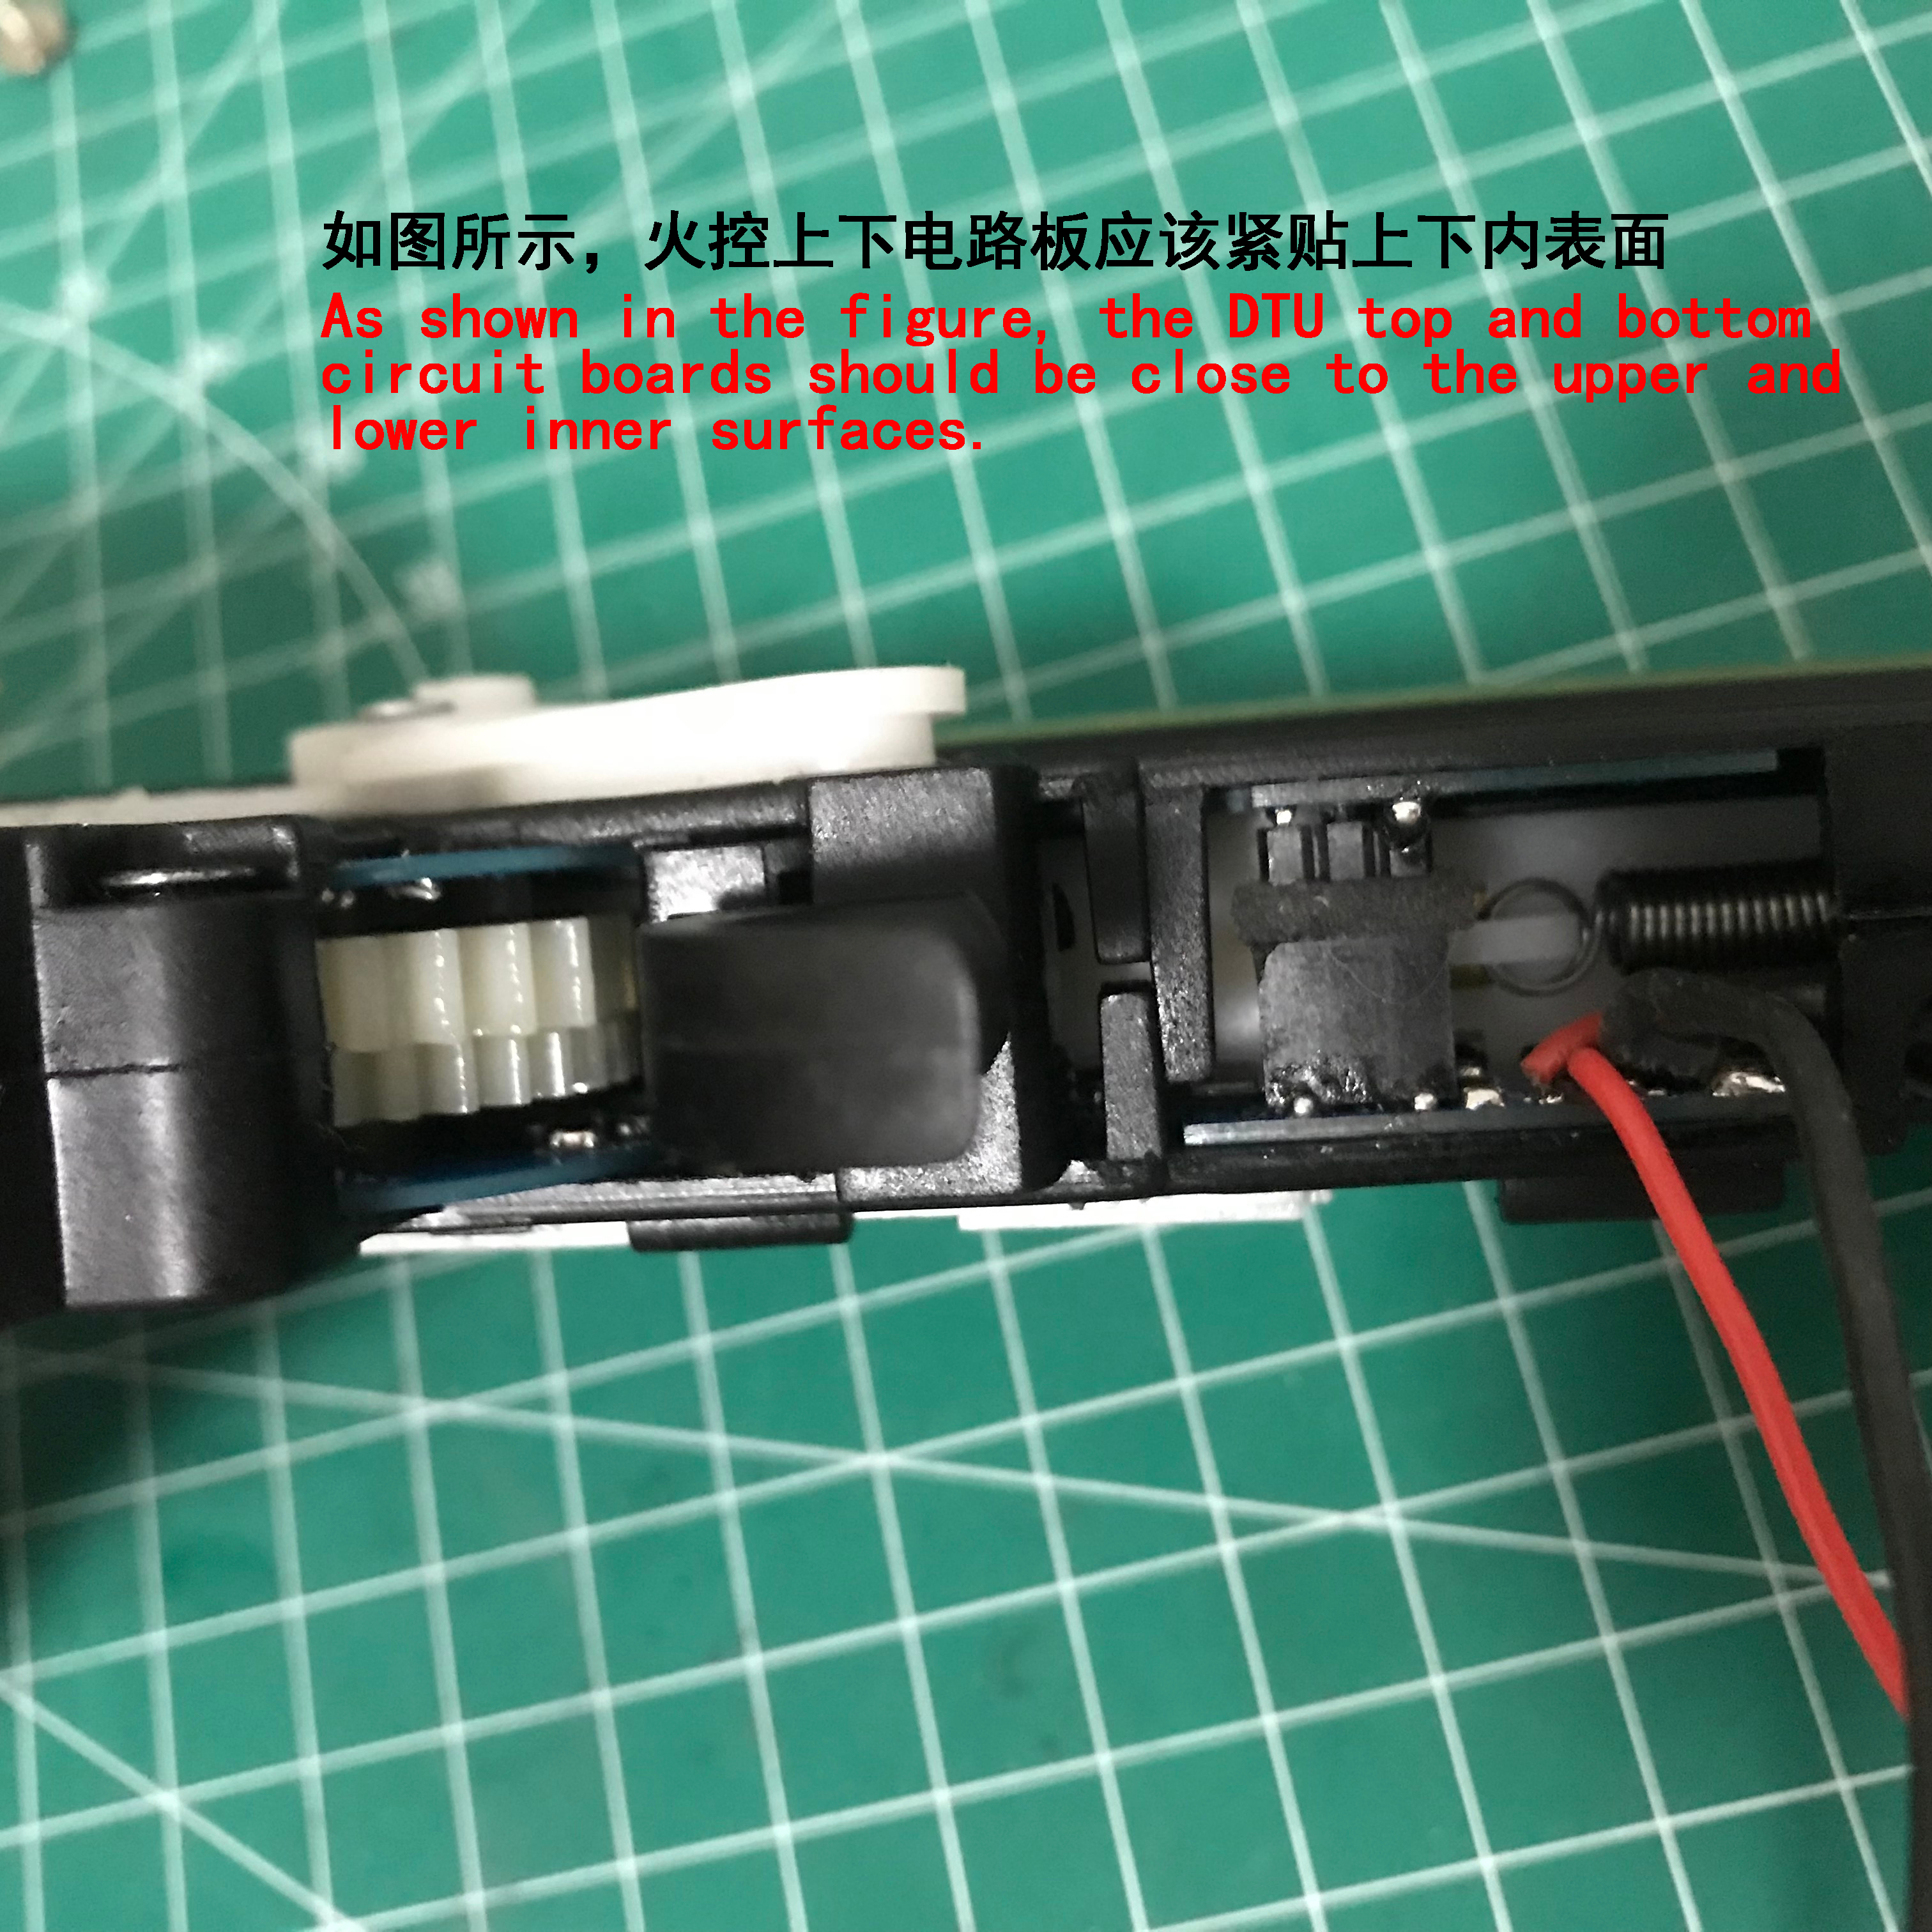 如图所示，火控上下电路板应该紧贴上下内表面
As shown in the figure, the DTU top and bottom
circuit boards should be close to the upper and
lower inner surfaces.